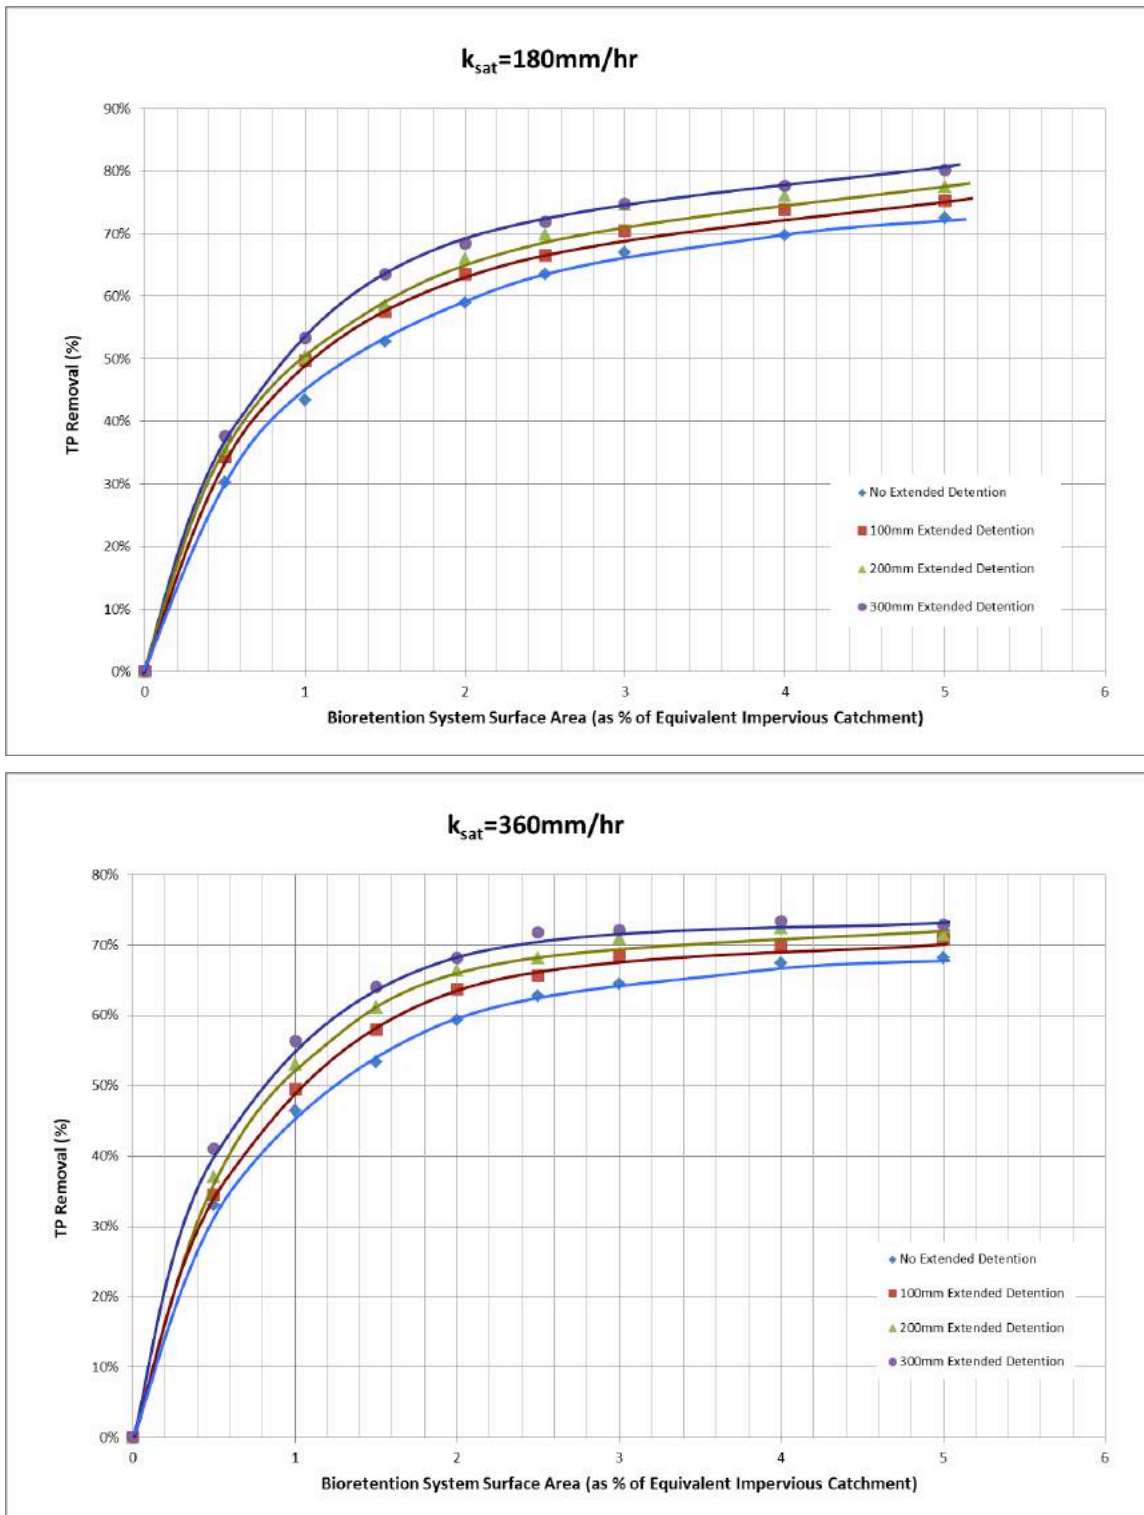 k_sat=180mm/hr
90%
80%
70%
60%
50%
40%
30%
20%
10%
0%
TP Removal (%)
No Extended Detention
100mm Extended Detention
200mm Extended Detention
300mm Extended Detention
0 1 2 3 4 5 6
Bioretention System Surface Area (as % of Equivalent Impervious Catchment)
k_sat=360mm/hr
80%
70%
60%
50%
40%
30%
20%
10%
0%
TP Removal (%)
No Extended Detention
100mm Extended Detention
200mm Extended Detention
300mm Extended Detention
0 1 2 3 4 5 6
Bioretention System Surface Area (as % of Equivalent Impervious Catchment)